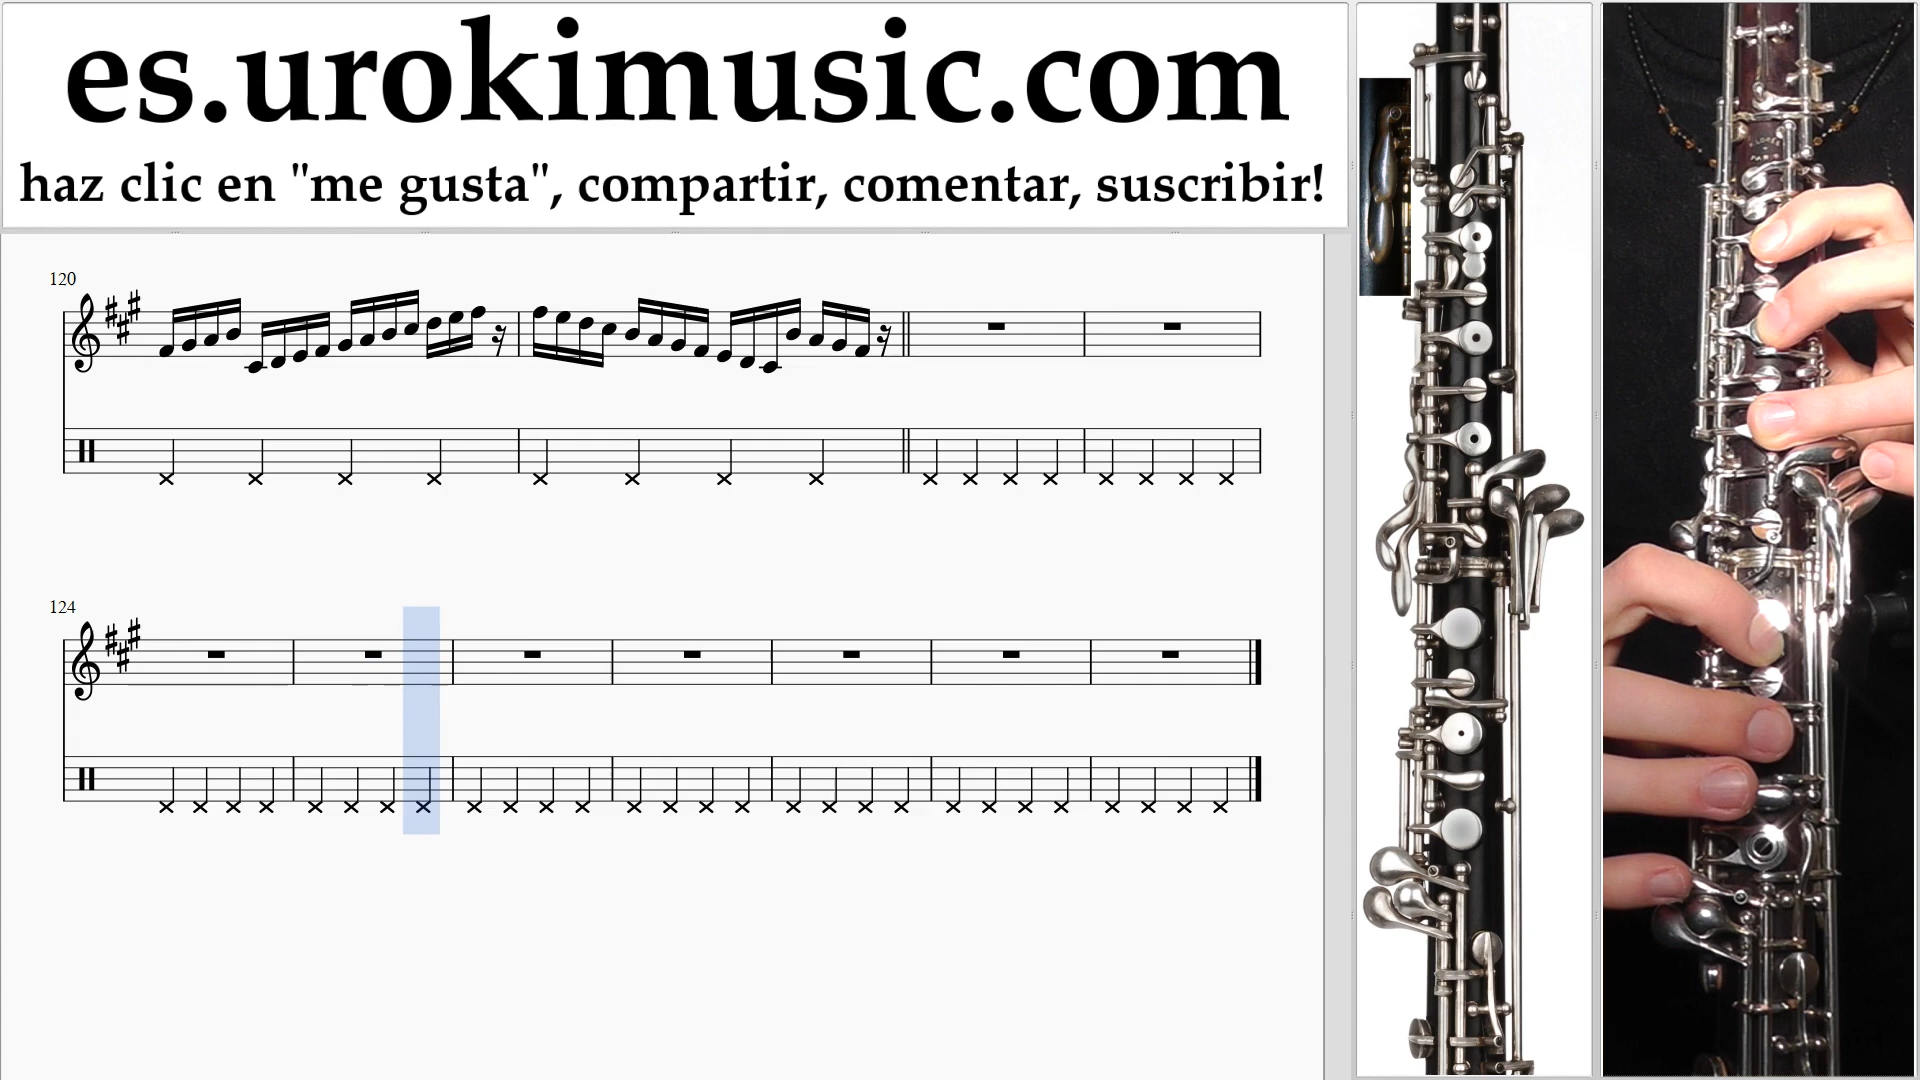 es.urokimusic.com
haz clic en "me gusta", compartir, comentar, suscribir!
120
124